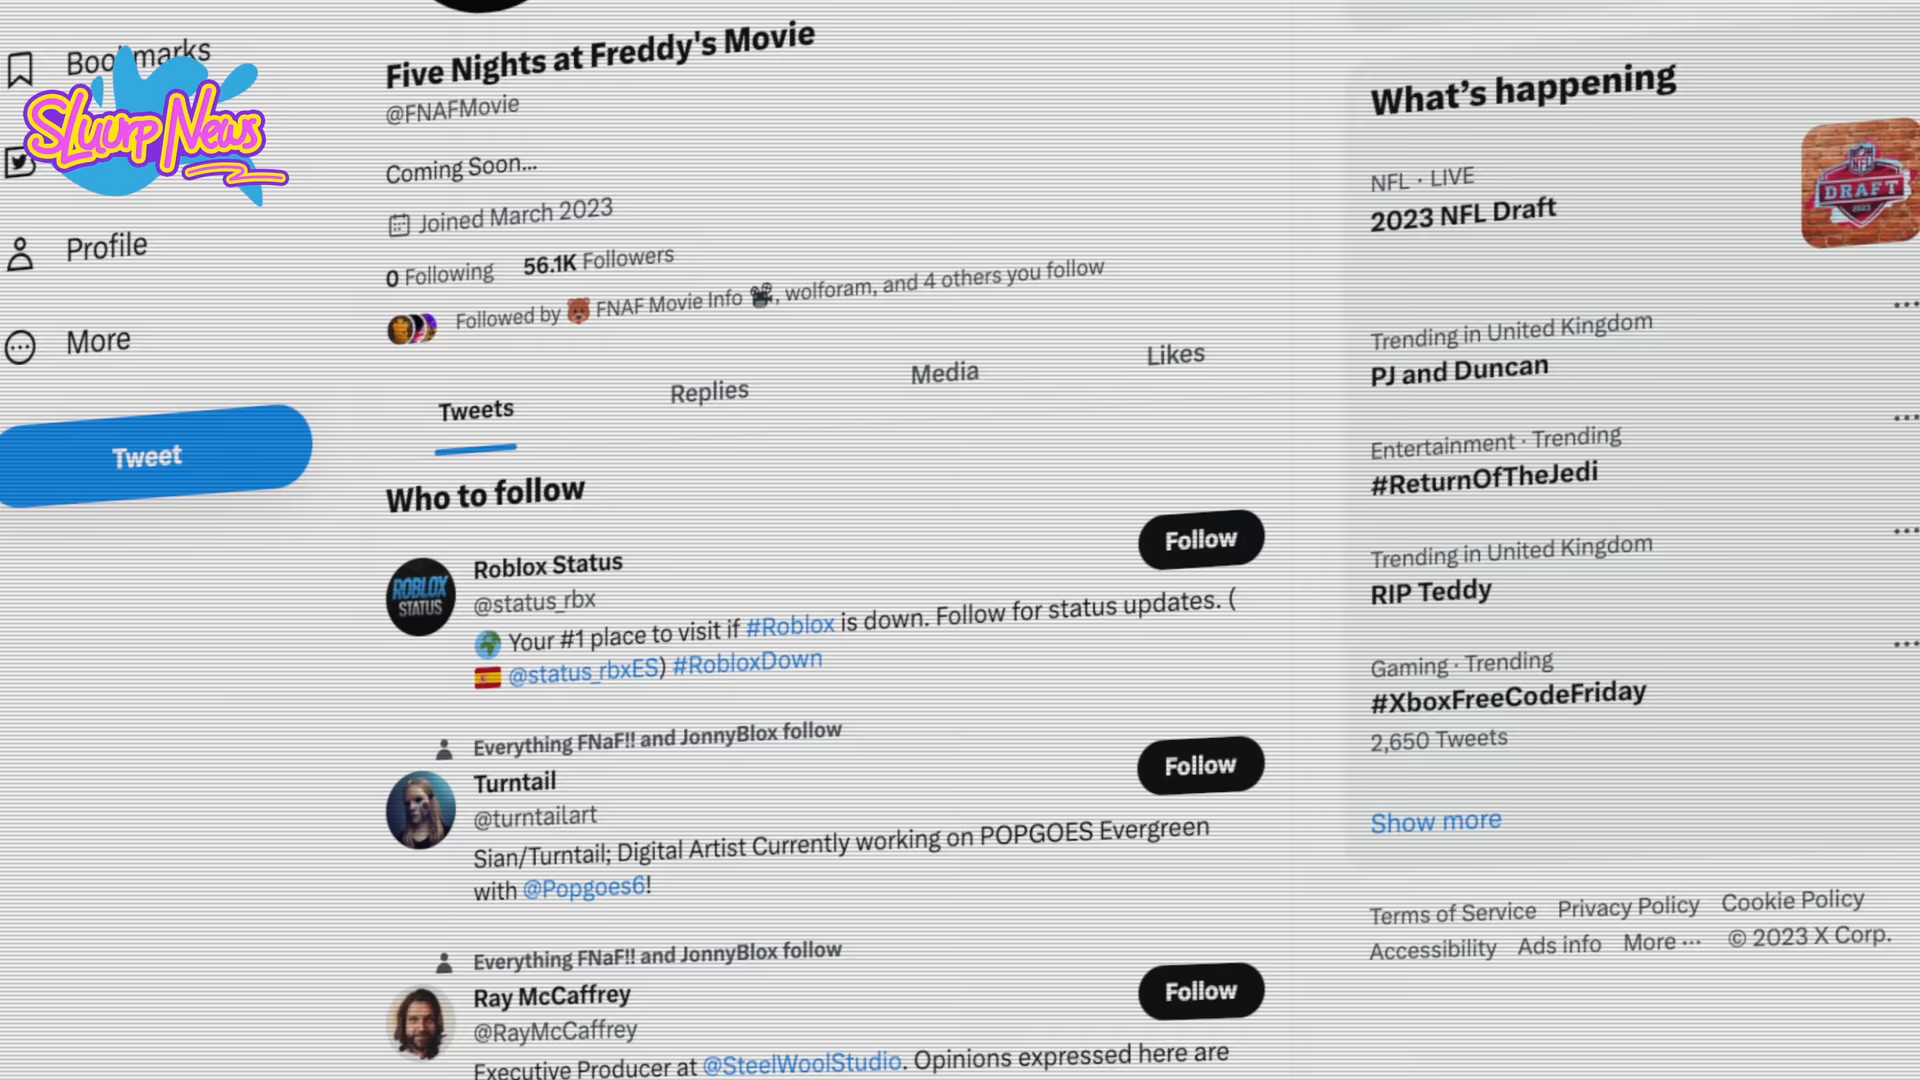 Bookmarks
Sluurp News
Profile
More
Tweet
Five Nights at Freddy's Movie
@FNAFMovie
Coming Soon...
Joined March 2023
0 Following 56.1K Followers
Followed by 🐻 FNAF Movie Info 📽, wolforam, and 4 others you follow
Tweets Replies Media Likes
Who to follow
ROBLOX
STATUS
Roblox Status
@status_rbx
Follow
🌍 Your #1 place to visit if #Roblox is down. Follow for status updates. (
🇪🇸 @status_rbxES) #RobloxDown
Everything FNaF!! and JonnyBlox follow
Turntail
@turntailart
Follow
Sian/Turntail; Digital Artist Currently working on POPGOES Evergreen
with @Popgoes6!
Everything FNaF!! and JonnyBlox follow
Ray McCaffrey
@RayMcCaffrey
Follow
Executive Producer at @SteelWoolStudio. Opinions expressed here are
What's happening
NFL · LIVE
2023 NFL Draft
NFL
DRAFT
2023
Trending in United Kingdom
PJ and Duncan
Entertainment · Trending
#ReturnOfTheJedi
Trending in United Kingdom
RIP Teddy
Gaming · Trending
#XboxFreeCodeFriday
2,650 Tweets
Show more
Terms of Service Privacy Policy Cookie Policy
Accessibility Ads info More ··· © 2023 X Corp.